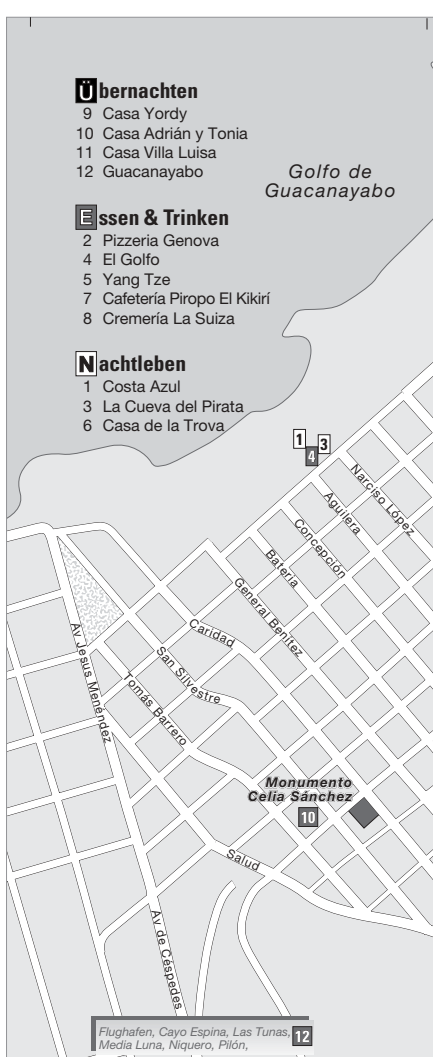 Übernachten
9 Casa Yordy
10 Casa Adrián y Tonia
11 Casa Villa Luisa
12 Guacanayabo
Golfo de
Guacanayabo
Essen & Trinken
2 Pizzeria Genova
4 El Golfo
5 Yang Tze
7 Cafetería Piropo El Kikirí
8 Cremería La Suiza
Nachtleben
1 Costa Azul
3 La Cueva del Pirata
6 Casa de la Trova
1
4
3
Narciso López
Aguilera
Concepción
Batería
General Benítez
Caridad
San Silvestre
Tomás Barrero
Av Jesus Menéndez
Monumento
Celia Sánchez
10
Salud
Av de Céspedes
Flughafen, Cayo Espina, Las Tunas,
Media Luna, Niquero, Pilón,
12